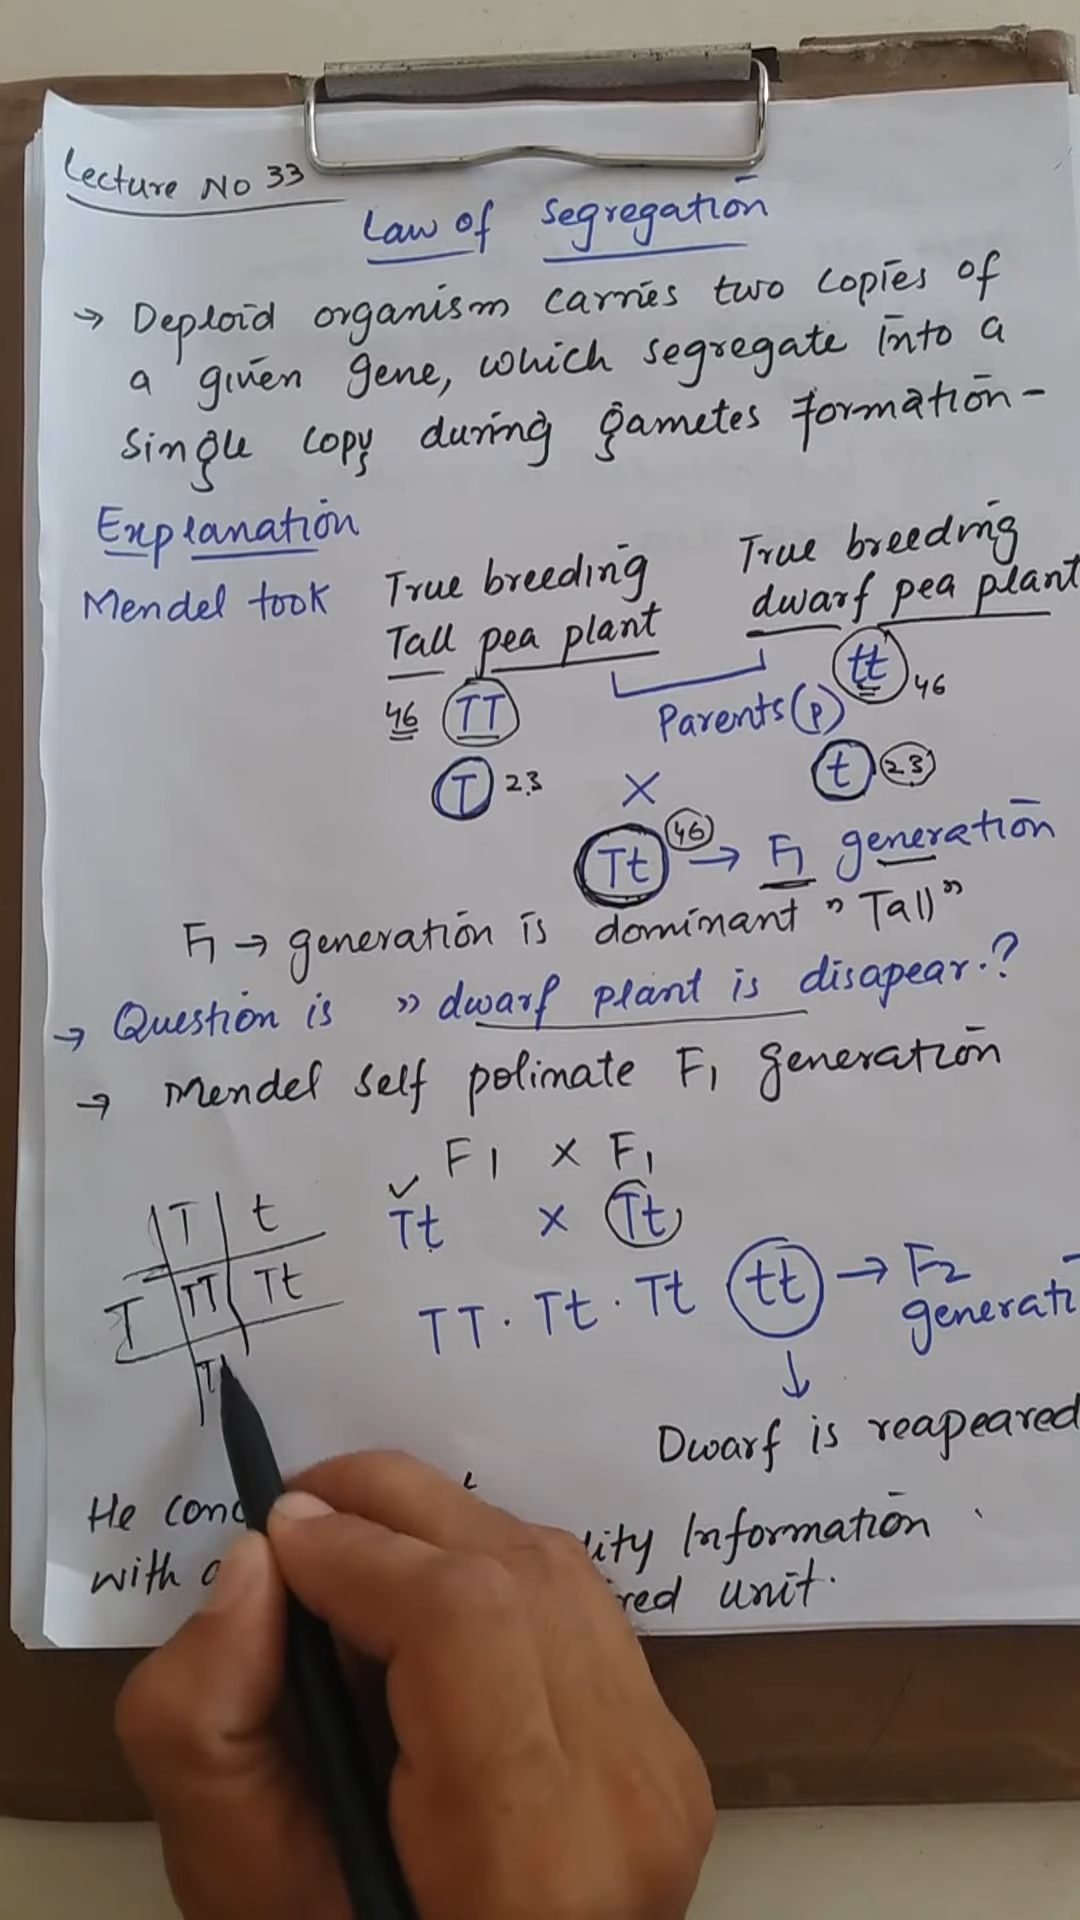 Lecture No 33
Law of Segregation
→ Deploid organism carries two copies of
a given gene, which segregate into a
single copy during gametes formation-
Explanation
Mendel took
True breeding
Tall pea plant
True breeding
dwarf pea plant
46 TT
tt 46
Parents (p)
T 23 × t 23
Tt 46 → F1 generation
F1 → generation is dominant "Tall"
→ Question is " dwarf plant is disapear.?
→ Mendel self polinate F1 generation
F1 × F1
Tt × Tt
TT. Tt. Tt tt → F2
generati
↓
Dwarf is reapeared
T t
T TT Tt
T
He
with
Information
unit.